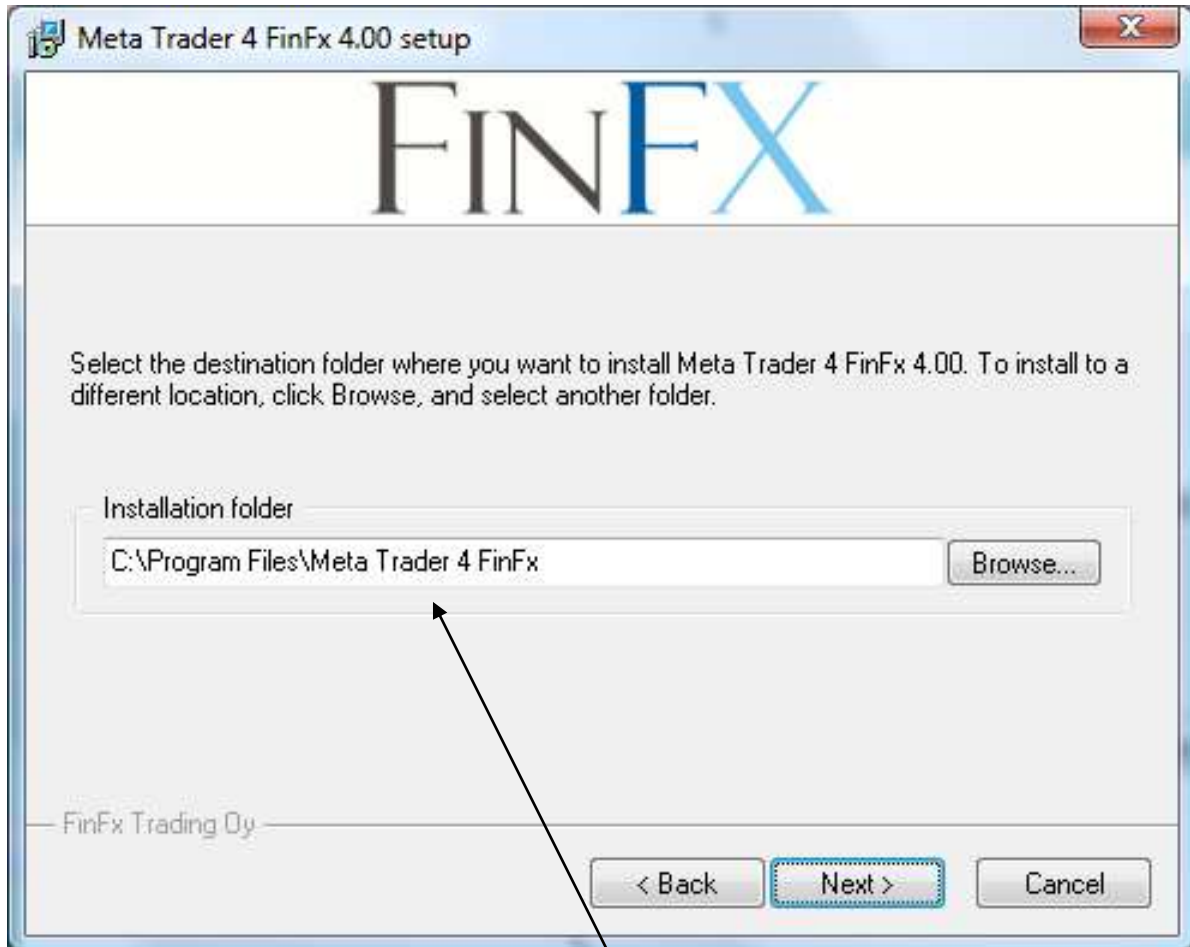 Meta Trader 4 FinFx 4.00 setup
FINFX
Select the destination folder where you want to install Meta Trader 4 FinFx 4.00. To install to a
different location, click Browse, and select another folder.
Installation folder
C:\Program Files\Meta Trader 4 FinFx
Browse...
FinFx Trading Oy
< Back
Next >
Cancel